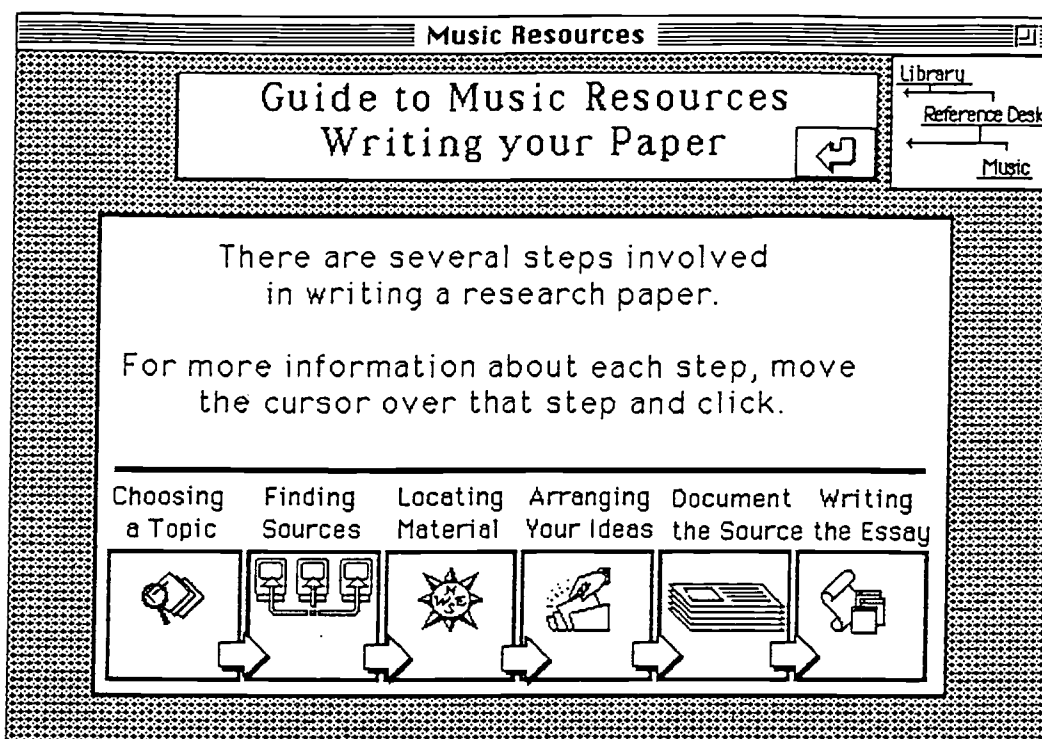 Music Resources
Guide to Music Resources
Writing your Paper
Library
Reference Desk
Music
There are several steps involved
in writing a research paper.
For more information about each step, move
the cursor over that step and click.
Choosing
a Topic
Finding
Sources
Locating
Material
Arranging
Your Ideas
Document
the Source
Writing
the Essay
N
W E
S